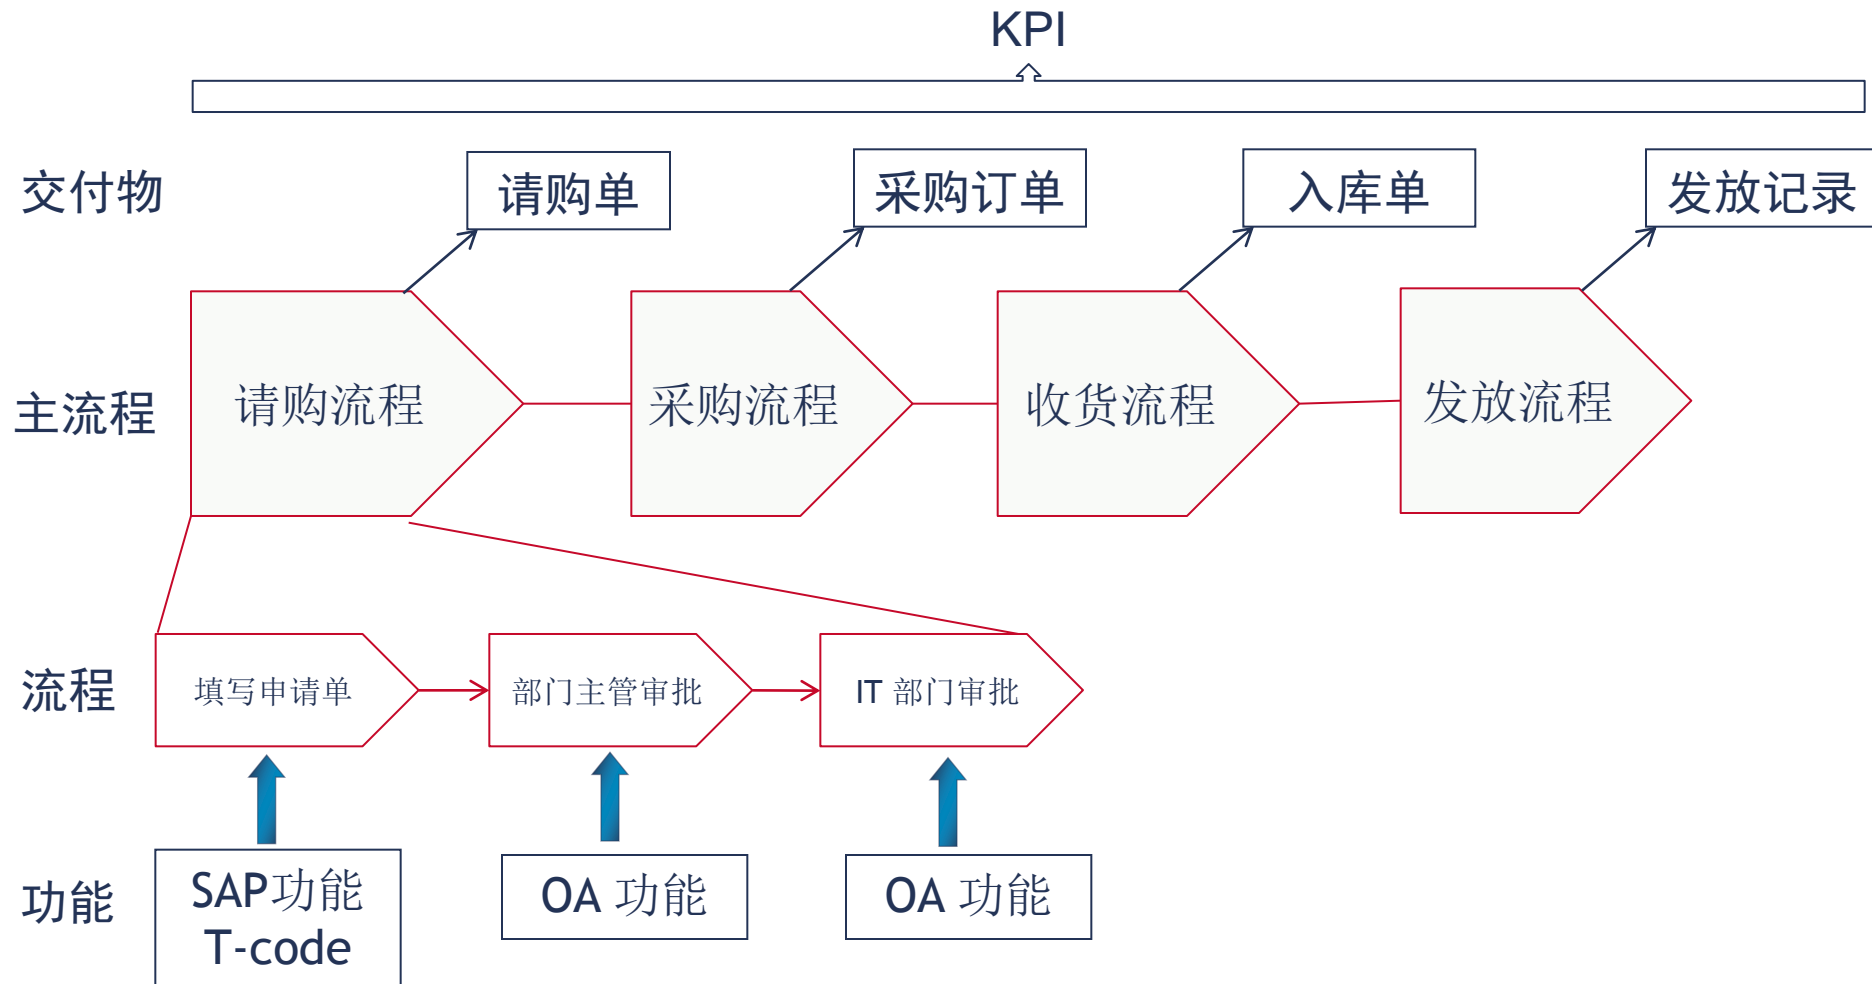 KPI
交付物
请购单
采购订单
入库单
发放记录
主流程
请购流程
采购流程
收货流程
发放流程
流程
填写申请单
部门主管审批
IT 部门审批
功能
SAP功能
T-code
OA 功能
OA 功能